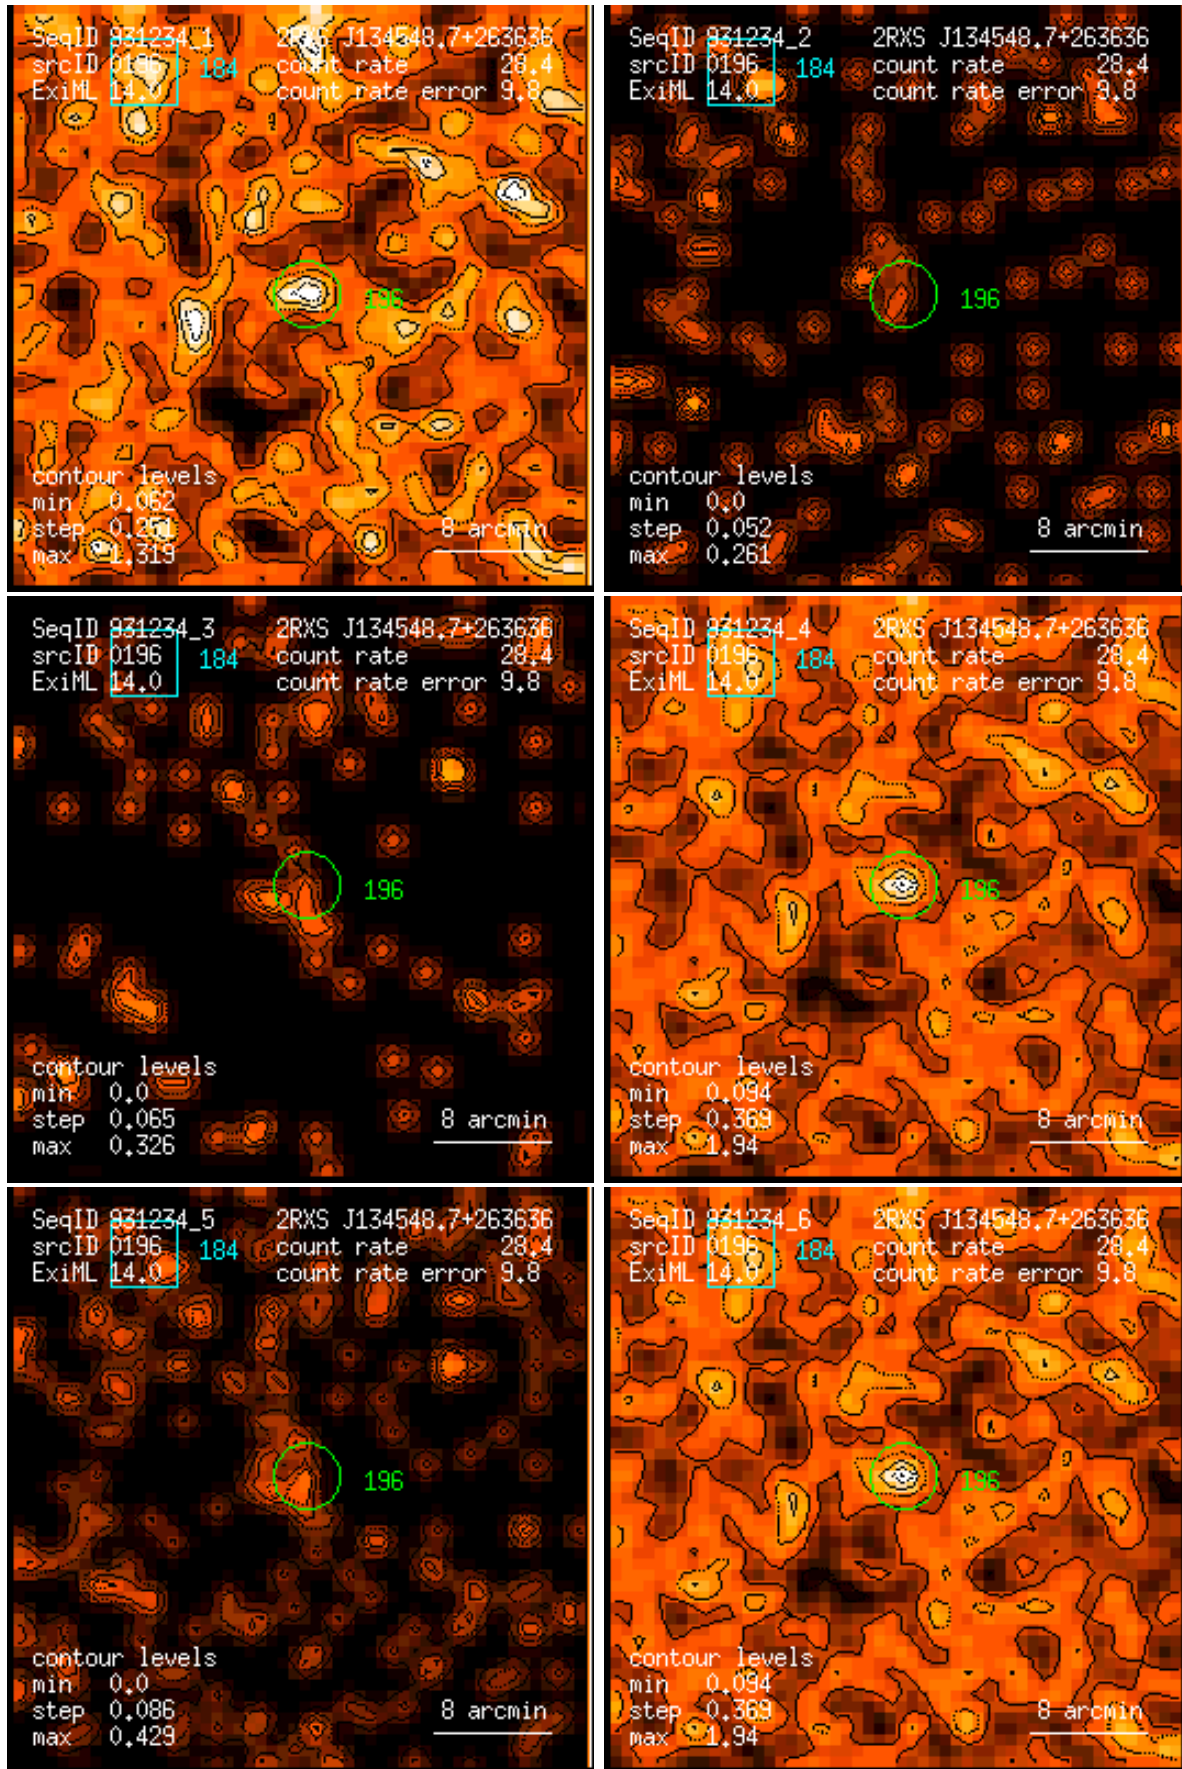 SeqID 931234_1 2RXS J134548.7+263636
srcID 0196 184 count rate 28.4
ExiML 14.0 count rate error 9.8
196
contour levels
min 0.062
step 0.251 8 arcmin
max 1.319
SeqID 931234_2 2RXS J134548.7+263636
srcID 0196 184 count rate 28.4
ExiML 14.0 count rate error 9.8
196
contour levels
min 0.0
step 0.052 8 arcmin
max 0.261
SeqID 931234_3 2RXS J134548.7+263636
srcID 0196 184 count rate 28.4
ExiML 14.0 count rate error 9.8
196
contour levels
min 0.0
step 0.065 8 arcmin
max 0.326
SeqID 931234_4 2RXS J134548.7+263636
srcID 0196 184 count rate 28.4
ExiML 14.0 count rate error 9.8
196
contour levels
min 0.094
step 0.369 8 arcmin
max 1.94
SeqID 931234_5 2RXS J134548.7+263636
srcID 0196 184 count rate 28.4
ExiML 14.0 count rate error 9.8
196
contour levels
min 0.0
step 0.086 8 arcmin
max 0.429
SeqID 931234_6 2RXS J134548.7+263636
srcID 0196 184 count rate 28.4
ExiML 14.0 count rate error 9.8
196
contour levels
min 0.094
step 0.369 8 arcmin
max 1.94